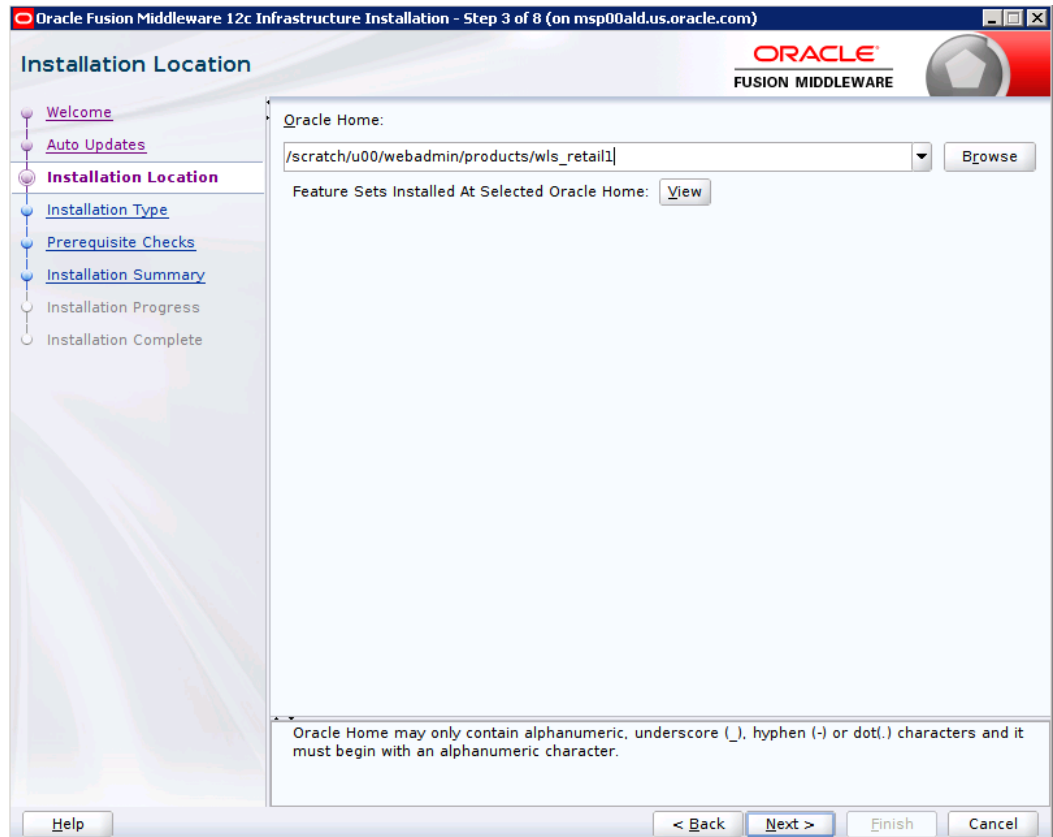 Oracle Fusion Middleware 12c Infrastructure Installation - Step 3 of 8 (on msp00ald.us.oracle.com)
Installation Location
ORACLE
FUSION MIDDLEWARE
Welcome
Auto Updates
Installation Location
Installation Type
Prerequisite Checks
Installation Summary
Installation Progress
Installation Complete
Oracle Home:
/scratch/u00/webadmin/products/wls_retail1
Browse
Feature Sets Installed At Selected Oracle Home: View
Oracle Home may only contain alphanumeric, underscore (_), hyphen (-) or dot(.) characters and it
must begin with an alphanumeric character.
Help < Back Next > Finish Cancel